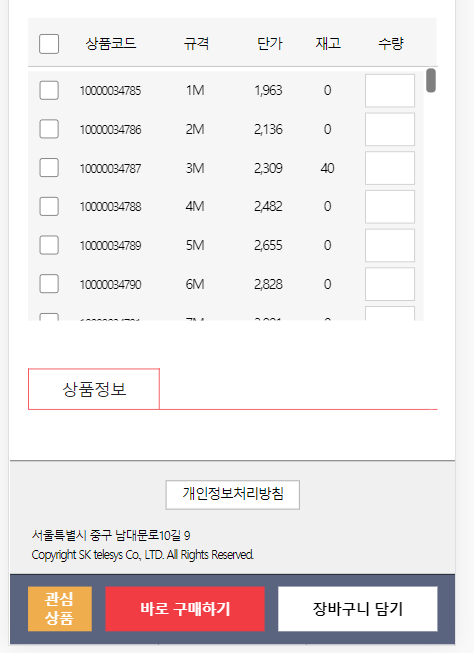 상품코드 규격 단가 재고 수량
10000034785 1M 1,963 0
10000034786 2M 2,136 0
10000034787 3M 2,309 40
10000034788 4M 2,482 0
10000034789 5M 2,655 0
10000034790 6M 2,828 0
상품정보
개인정보처리방침
서울특별시 중구 남대문로10길 9
Copyright SK telesys Co., LTD. All Rights Reserved.
관심
상품
바로 구매하기
장바구니 담기